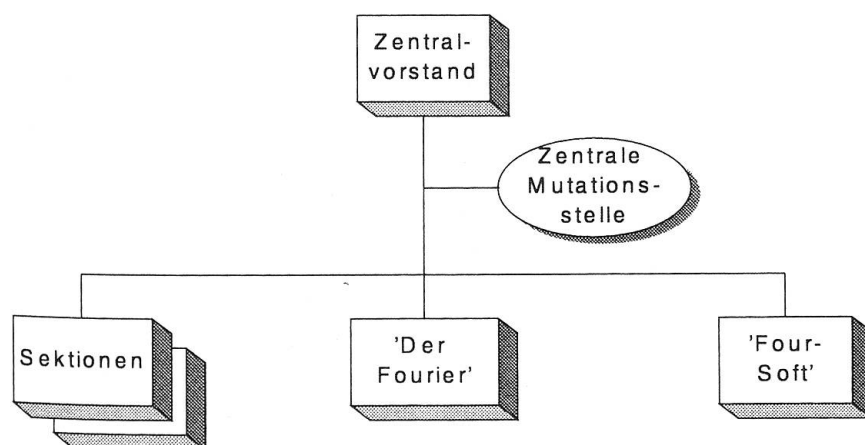 Zentral-
vorstand
Zentrale
Mutations-
stelle
Sektionen
'Der
Fourier'
'Four-
Soft'